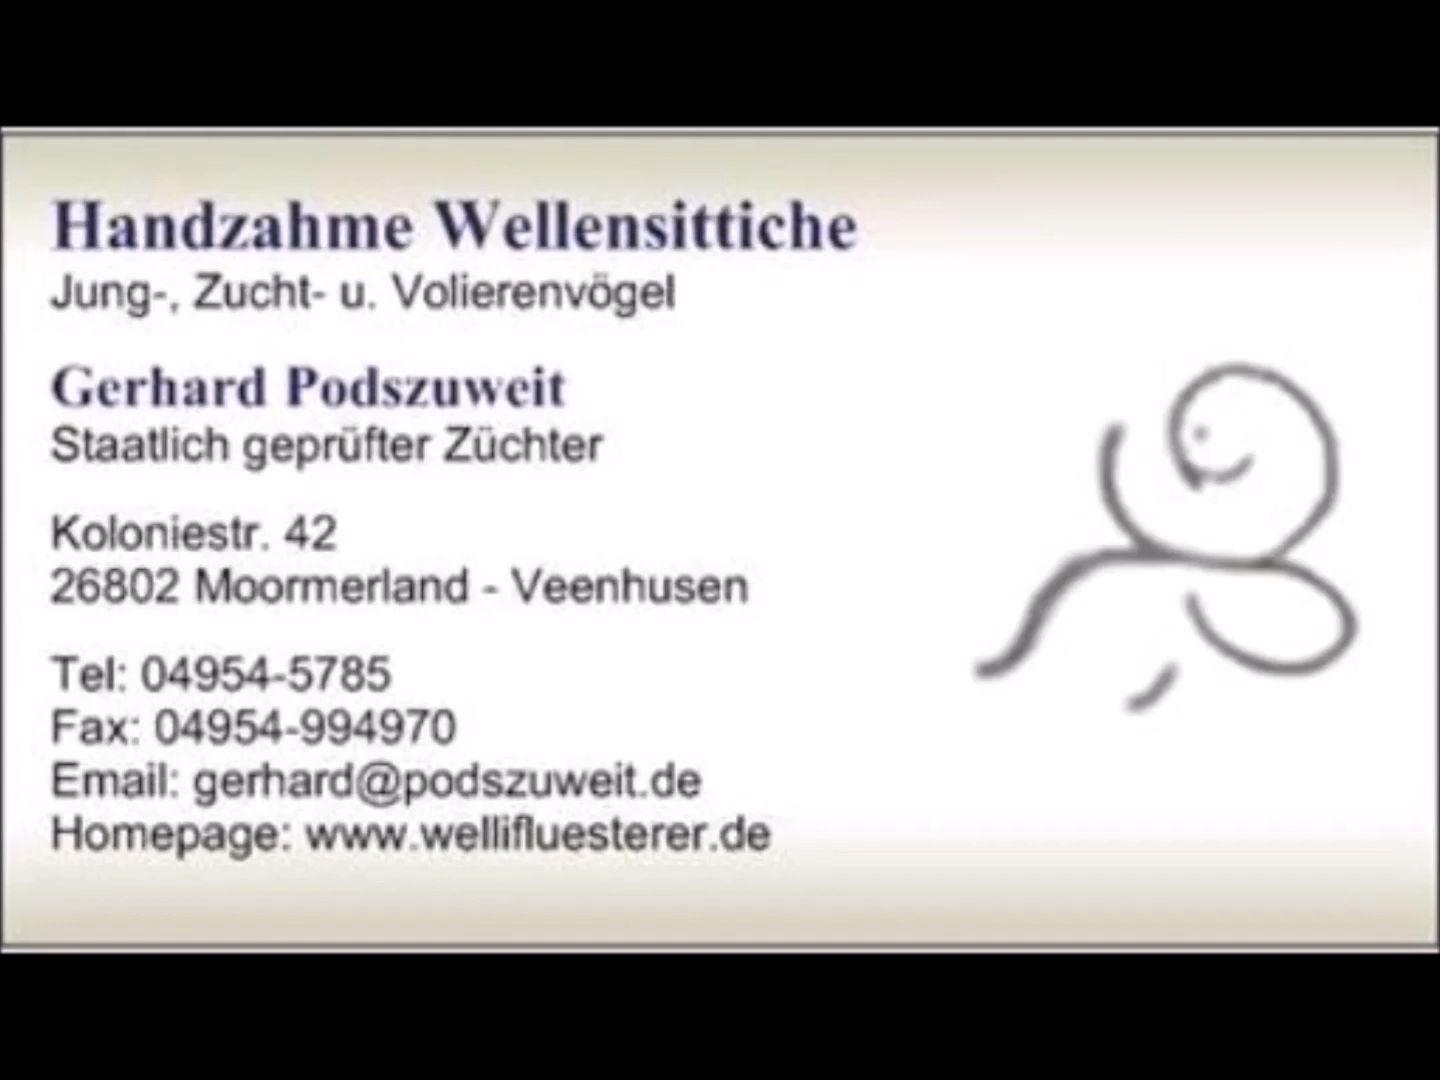 Handzahme Wellensittiche
Jung-, Zucht- u. Volierenvögel
Gerhard Podszuweit
Staatlich geprüfter Züchter
Koloniestr. 42
26802 Moormerland - Veenhusen
Tel: 04954-5785
Fax: 04954-994970
Email: gerhard@podszuweit.de
Homepage: www.wellifluesterer.de